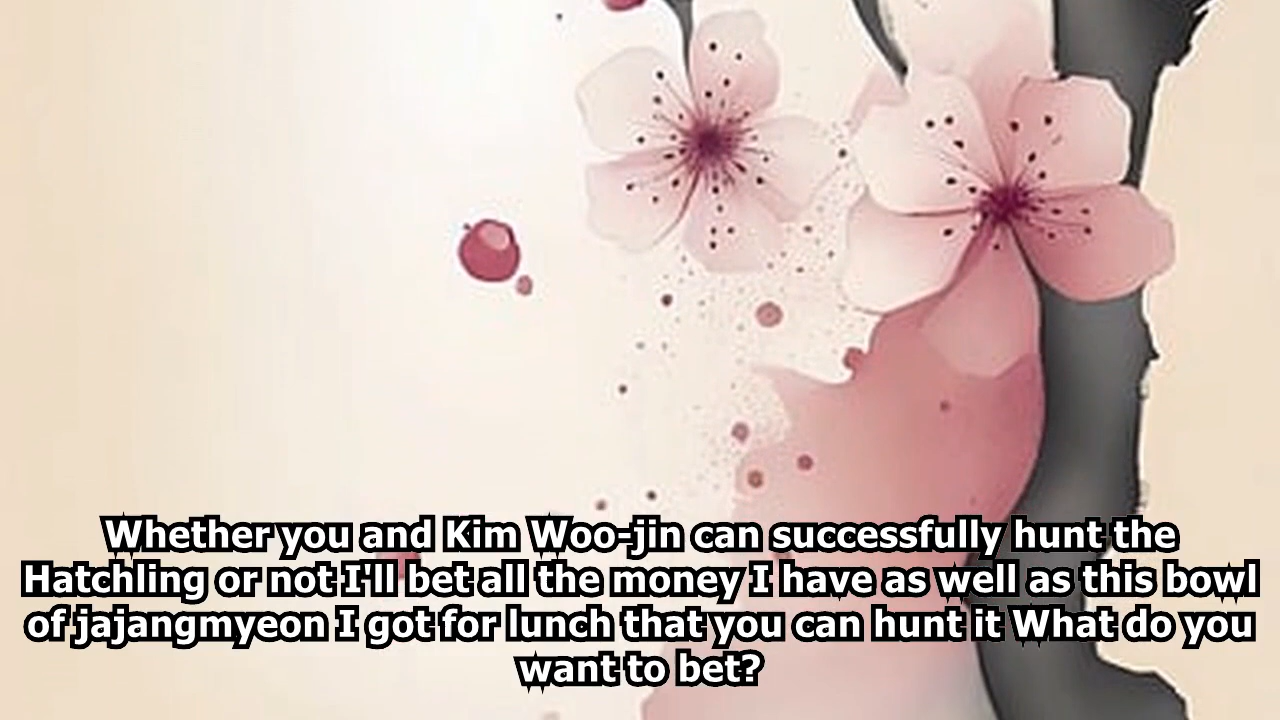 Whether you and Kim Woo-jin can successfully hunt the
Hatchling or not I'll bet all the money I have as well as this bowl
of jajangmyeon I got for lunch that you can hunt it What do you
want to bet?